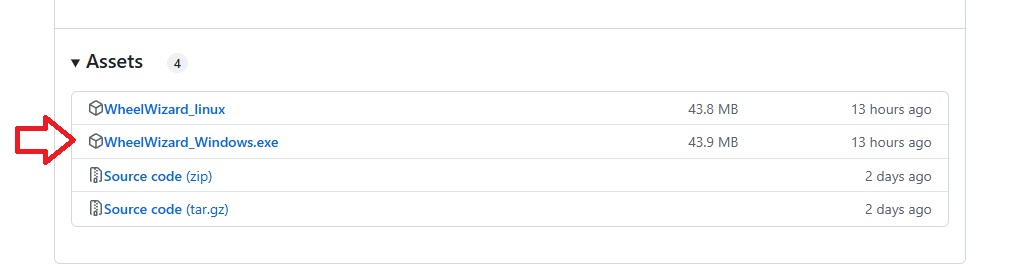 Assets 4
WheelWizard_linux 43.8 MB 13 hours ago
WheelWizard_Windows.exe 43.9 MB 13 hours ago
Source code (zip) 2 days ago
Source code (tar.gz) 2 days ago